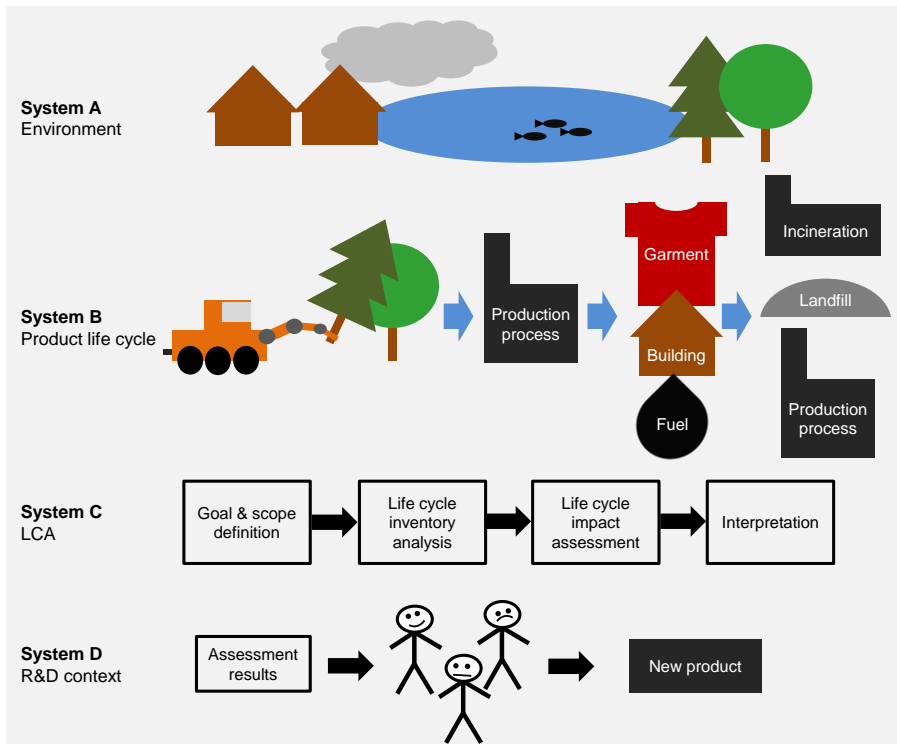 System A
Environment
System B
Product life cycle
Production
process
Garment
Building
Fuel
Incineration
Landfill
Production
process
System C
LCA
Goal & scope
definition
Life cycle
inventory
analysis
Life cycle
impact
assessment
Interpretation
System D
R&D context
Assessment
results
New product